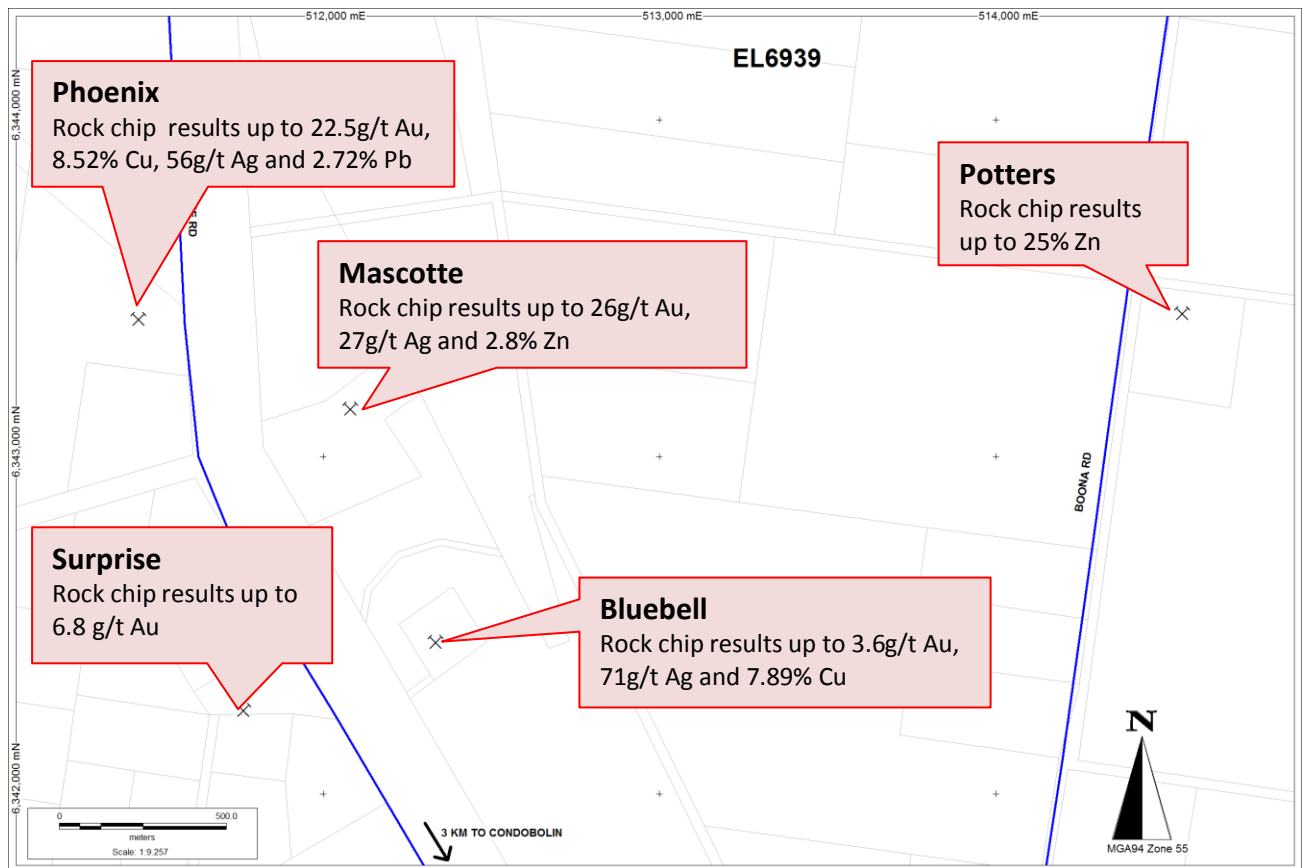 512,000 mE
513,000 mE
514,000 mE
EL6939
6,344,000 mN
6,343,000 mN
6,342,000 mN
Phoenix
Rock chip results up to 22.5g/t Au,
8.52% Cu, 56g/t Ag and 2.72% Pb
RD
Potters
Rock chip results
up to 25% Zn
Mascotte
Rock chip results up to 26g/t Au,
27g/t Ag and 2.8% Zn
BOONA RD
Surprise
Rock chip results up to
6.8 g/t Au
Bluebell
Rock chip results up to 3.6g/t Au,
71g/t Ag and 7.89% Cu
N
MGA94 Zone 55
0 500.0
meters
Scale: 1:9.257
3 KM TO CONDOBOLIN